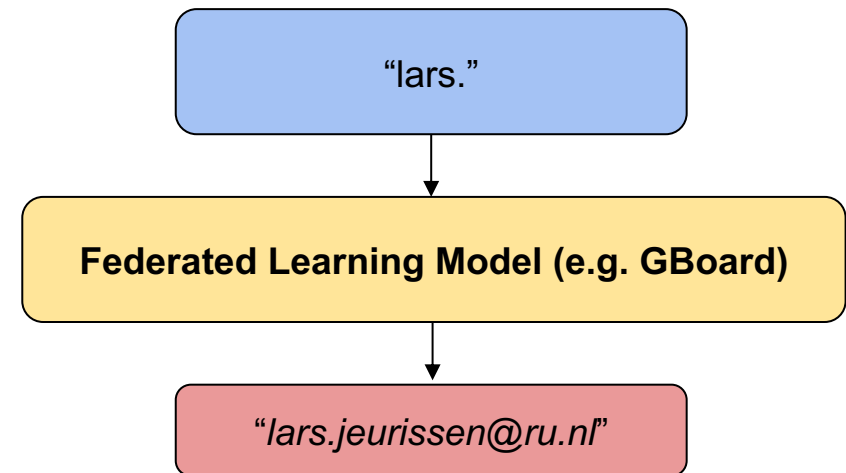 “lars.”
Federated Learning Model (e.g. GBoard)
“lars.jeurissen@ru.nl”